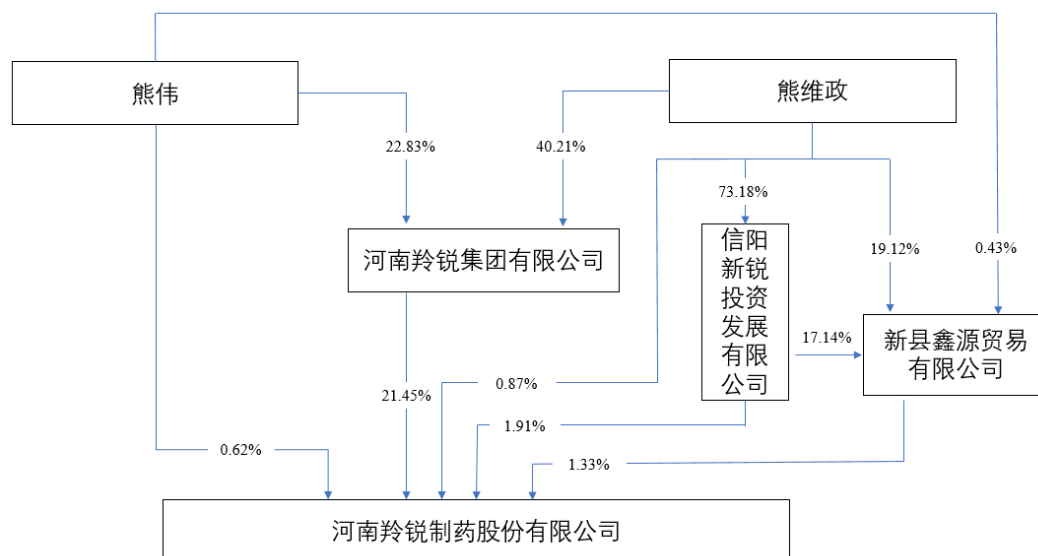 熊伟
熊维政
22.83%
40.21%
73.18%
河南羚锐集团有限公司
信阳
新锐
投资
发展
有限
公司
19.12%
0.43%
17.14%
新县鑫源贸易
有限公司
0.87%
21.45%
1.91%
0.62%
1.33%
河南羚锐制药股份有限公司